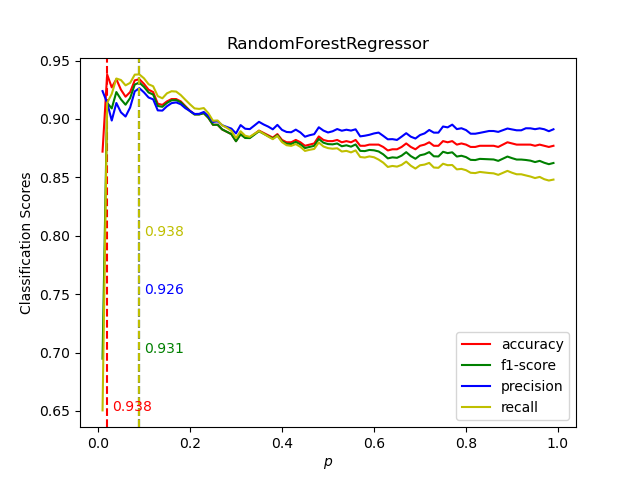 RandomForestRegressor
Classification Scores
0.95
0.90
0.85
0.80
0.75
0.70
0.65
0.938
0.926
0.931
0.938
accuracy
f1-score
precision
recall
0.0 0.2 0.4 0.6 0.8 1.0
p